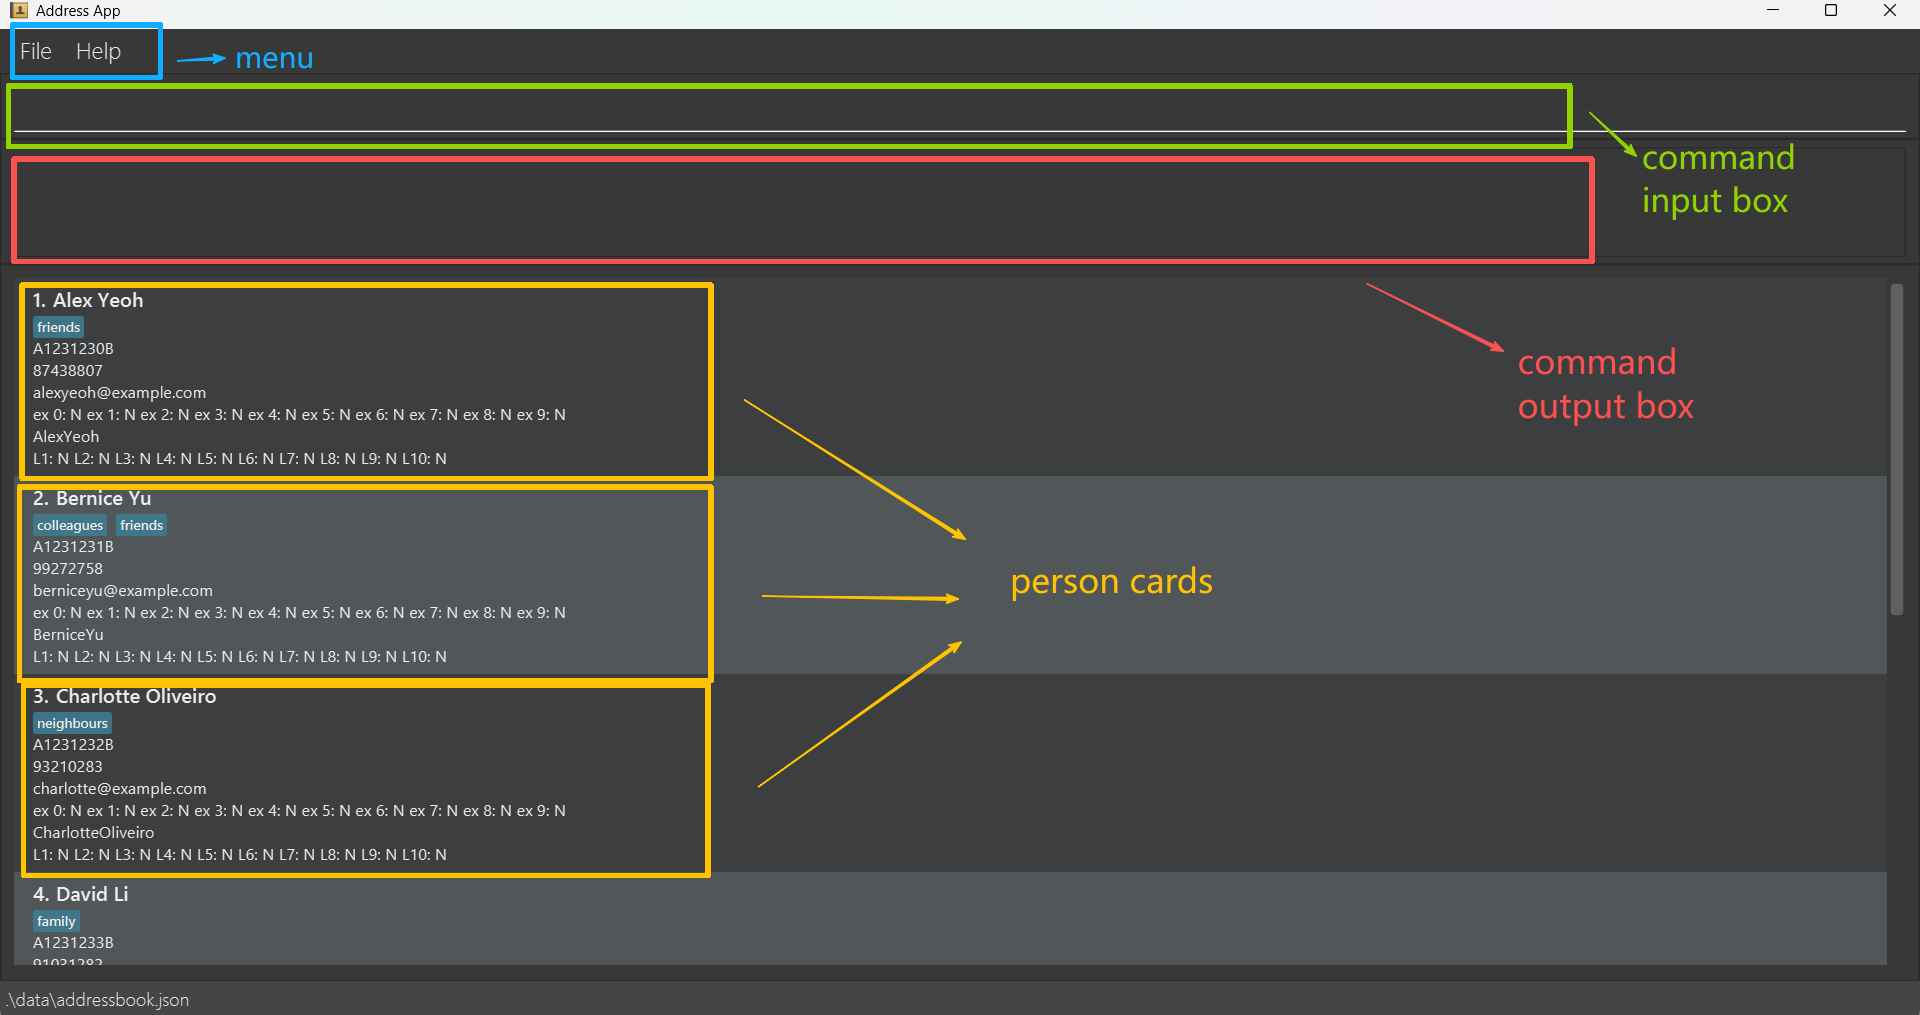 Address App
File Help
menu
command
input box
command
output box
1. Alex Yeoh
friends
A1231230B
87438807
alexyeoh@example.com
ex 0: N ex 1: N ex 2: N ex 3: N ex 4: N ex 5: N ex 6: N ex 7: N ex 8: N ex 9: N
AlexYeoh
L1: N L2: N L3: N L4: N L5: N L6: N L7: N L8: N L9: N L10: N
2. Bernice Yu
colleagues friends
A1231231B
99272758
berniceyu@example.com
ex 0: N ex 1: N ex 2: N ex 3: N ex 4: N ex 5: N ex 6: N ex 7: N ex 8: N ex 9: N
BerniceYu
L1: N L2: N L3: N L4: N L5: N L6: N L7: N L8: N L9: N L10: N
person cards
3. Charlotte Oliveiro
neighbours
A1231232B
93210283
charlotte@example.com
ex 0: N ex 1: N ex 2: N ex 3: N ex 4: N ex 5: N ex 6: N ex 7: N ex 8: N ex 9: N
CharlotteOliveiro
L1: N L2: N L3: N L4: N L5: N L6: N L7: N L8: N L9: N L10: N
4. David Li
family
A1231233B
91031282
.\data\addressbook.json